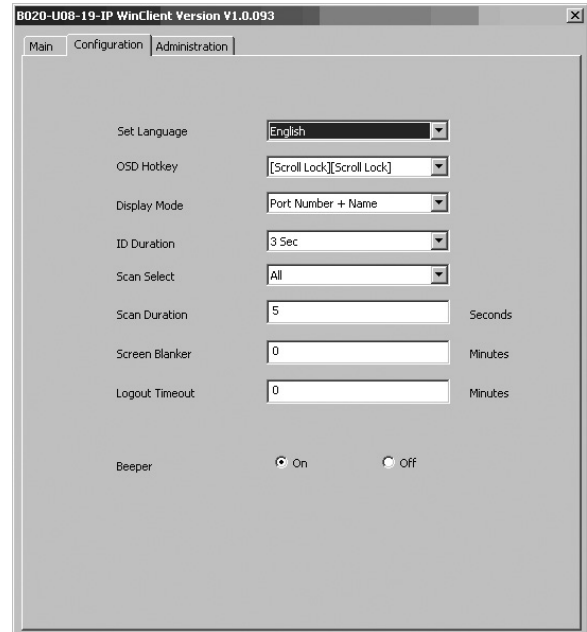 B020-U08-19-IP WinClient Version V1.0.093
Main Configuration Administration
Set Language English
OSD Hotkey [Scroll Lock][Scroll Lock]
Display Mode Port Number + Name
ID Duration 3 Sec
Scan Select All
Scan Duration 5 Seconds
Screen Blanker 0 Minutes
Logout Timeout 0 Minutes
Beeper On Off